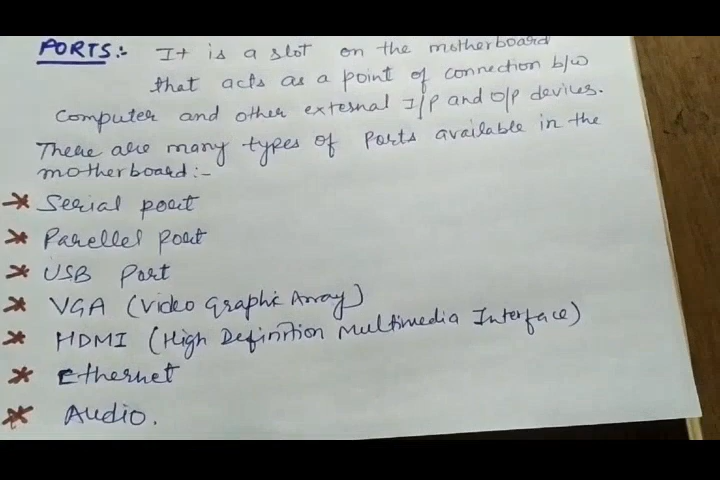 PORTS:- It is a slot on the motherboard
that acts as a point of connection b/w
Computer and other external I/P and O/P devices.
There are many types of Ports available in the
motherboard:-
* Serial port
* Parellel Port
* USB Port
* VGA (Video Graphic Array)
* HDMI (High Definition Multimedia Interface)
* Ethernet
* Audio.